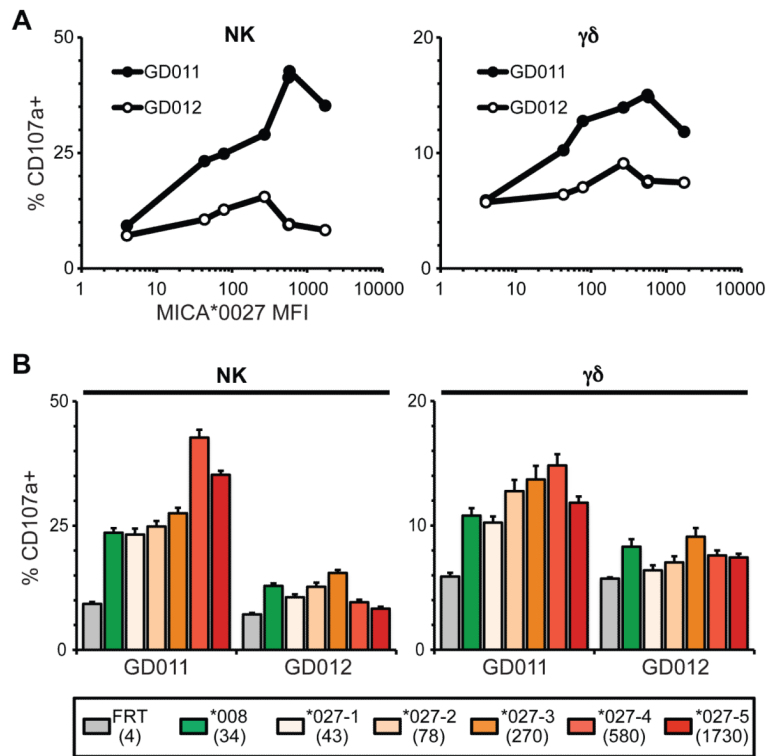 A
NK
γδ
50
25
0
% CD107a+
GD011
GD012
1
10
100
1000
10000
MICA*0027 MFI
20
10
0
GD011
GD012
1
10
100
1000
10000
B
NK
γδ
50
25
0
% CD107a+
GD011
GD012
20
10
0
GD011
GD012
FRT
(4)
*008
(34)
*027-1
(43)
*027-2
(78)
*027-3
(270)
*027-4
(580)
*027-5
(1730)